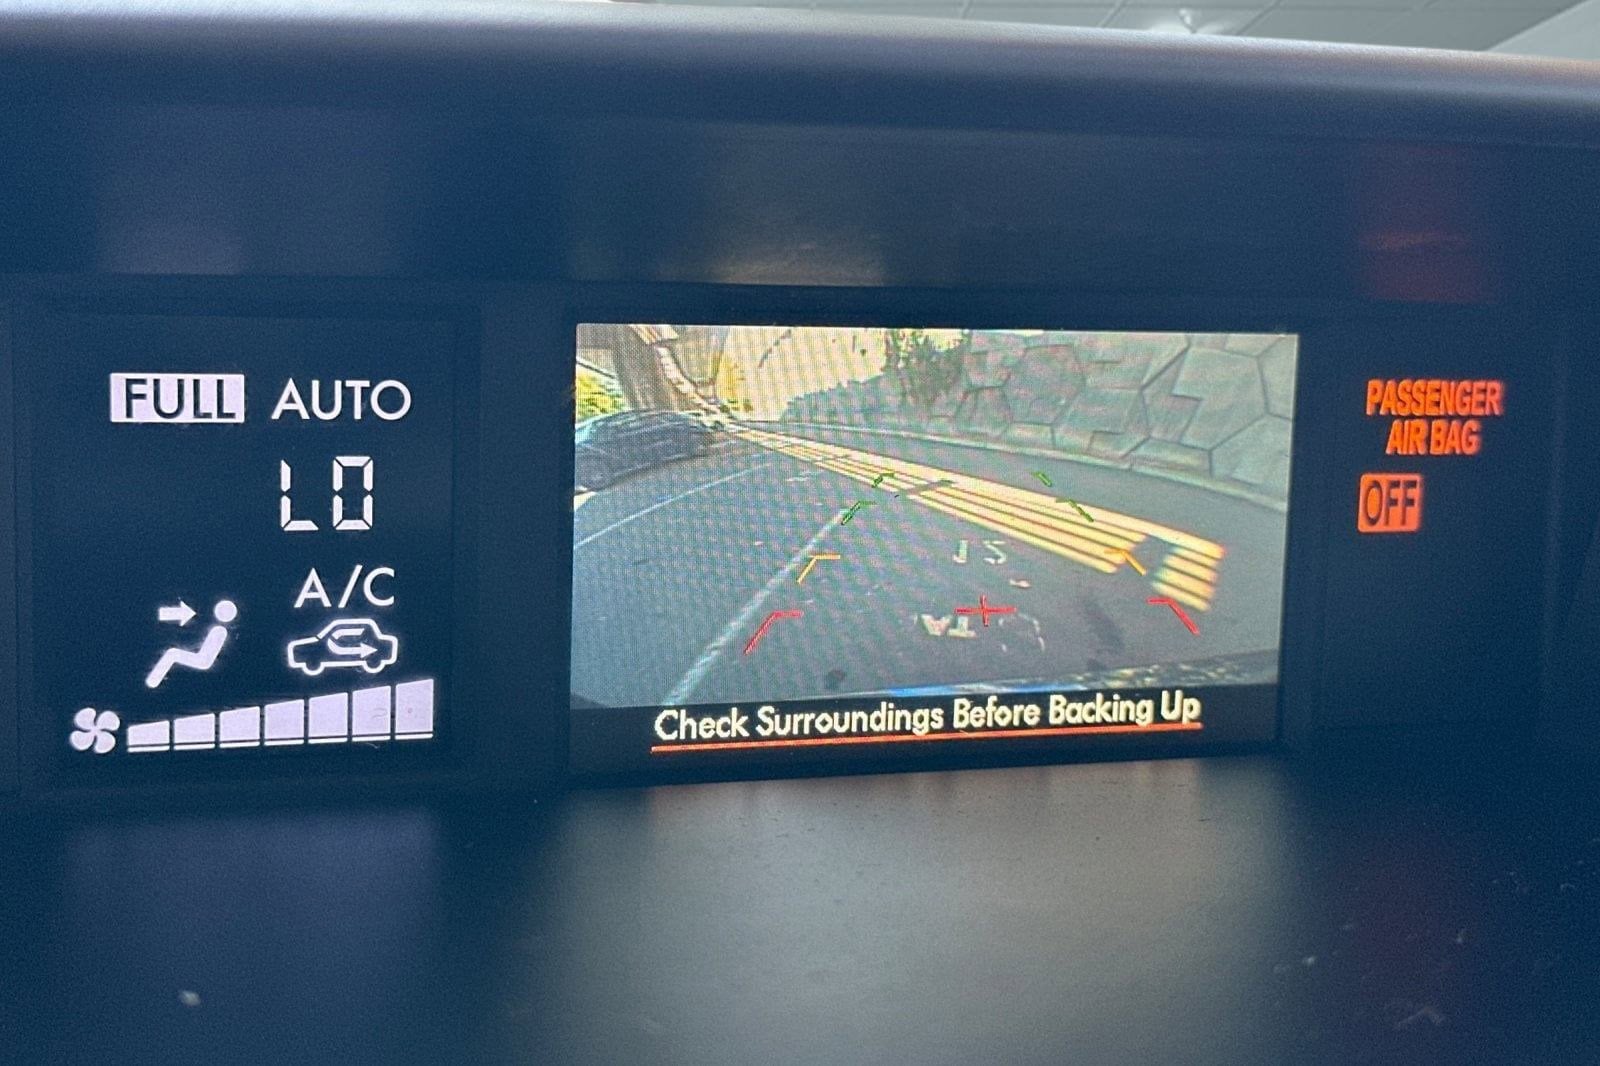 FULL AUTO
LO
A/C
Check Surroundings Before Backing Up
PASSENGER
AIR BAG
OFF